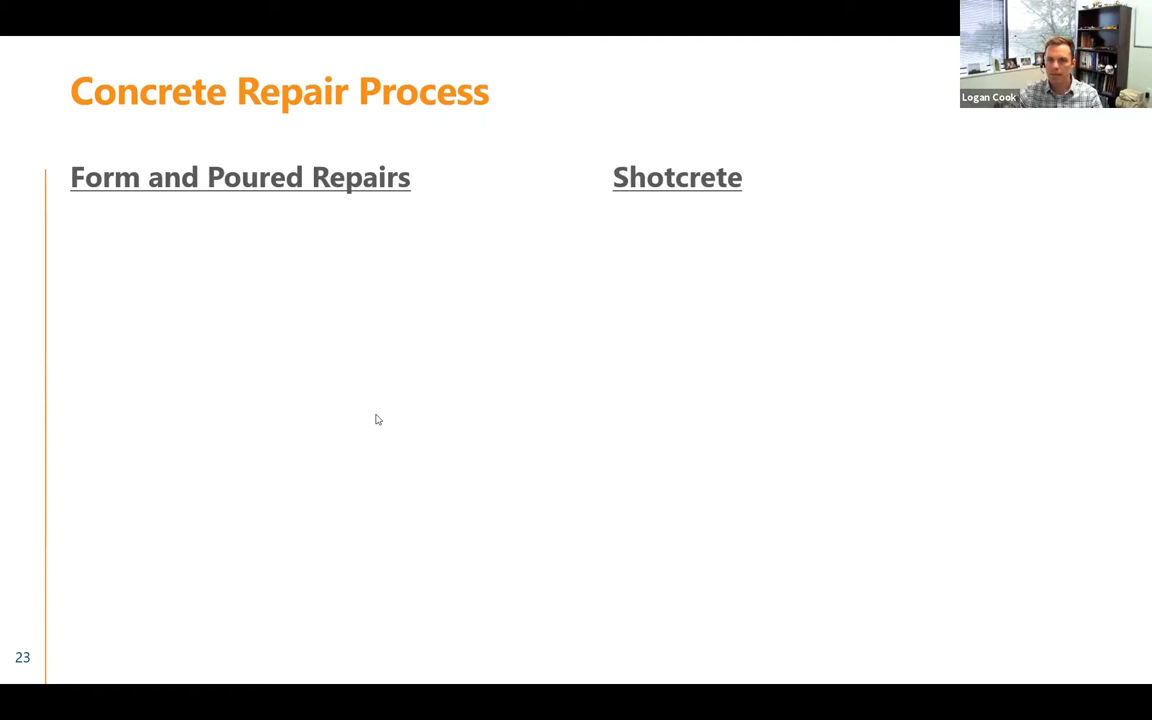 Concrete Repair Process
Logan Cook
Form and Poured Repairs
Shotcrete
23